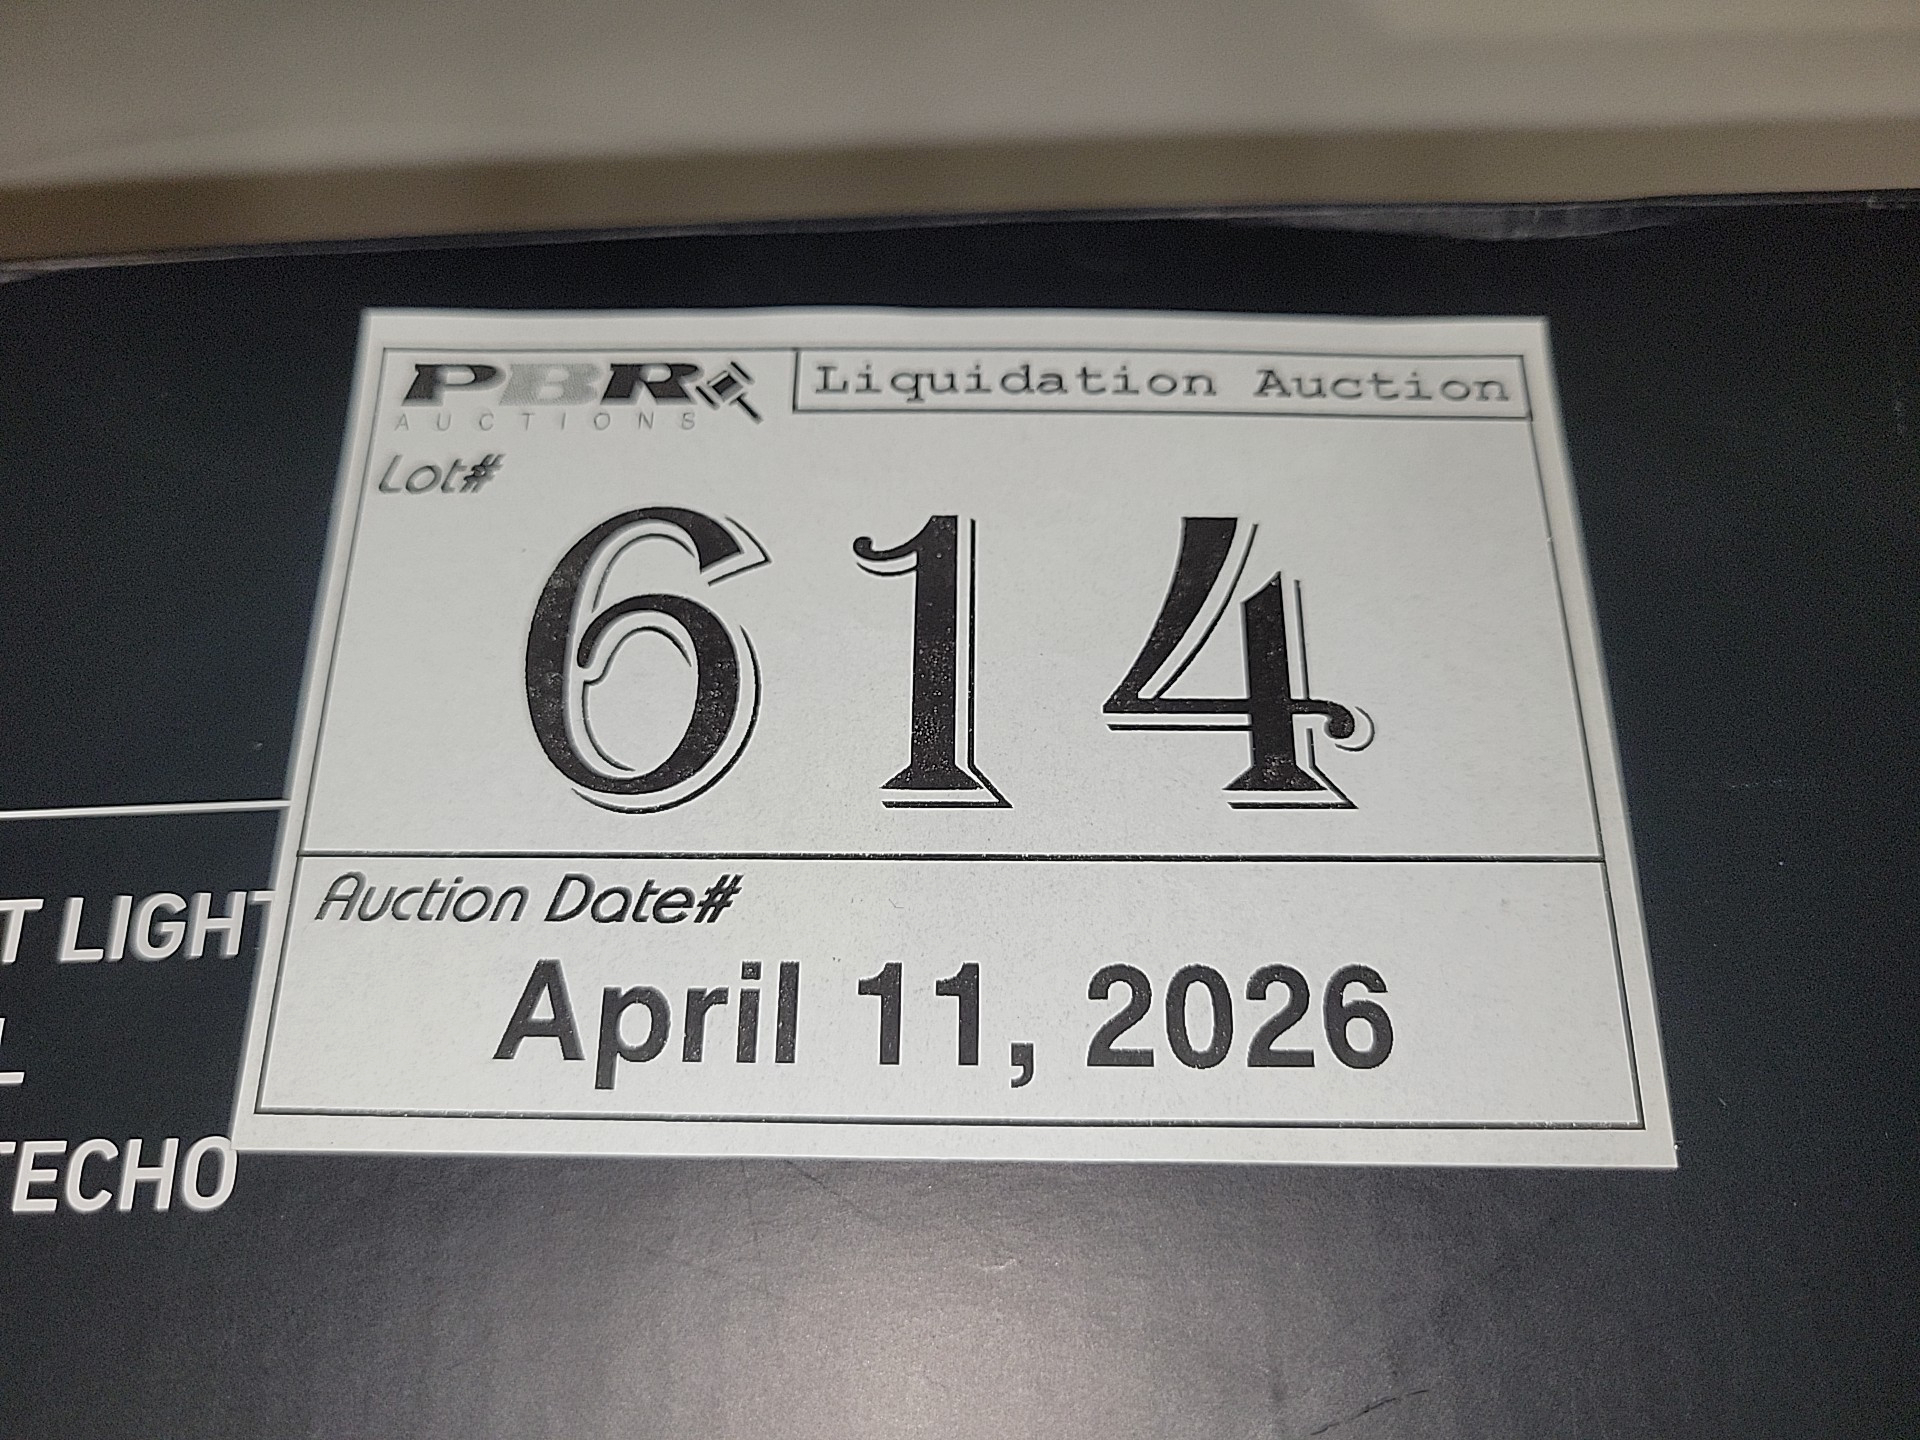 PBR
AUCTIONS
Liquidation Auction
Lot#
614
Auction Date#
April 11, 2026
T LIGHT
L
TECHO